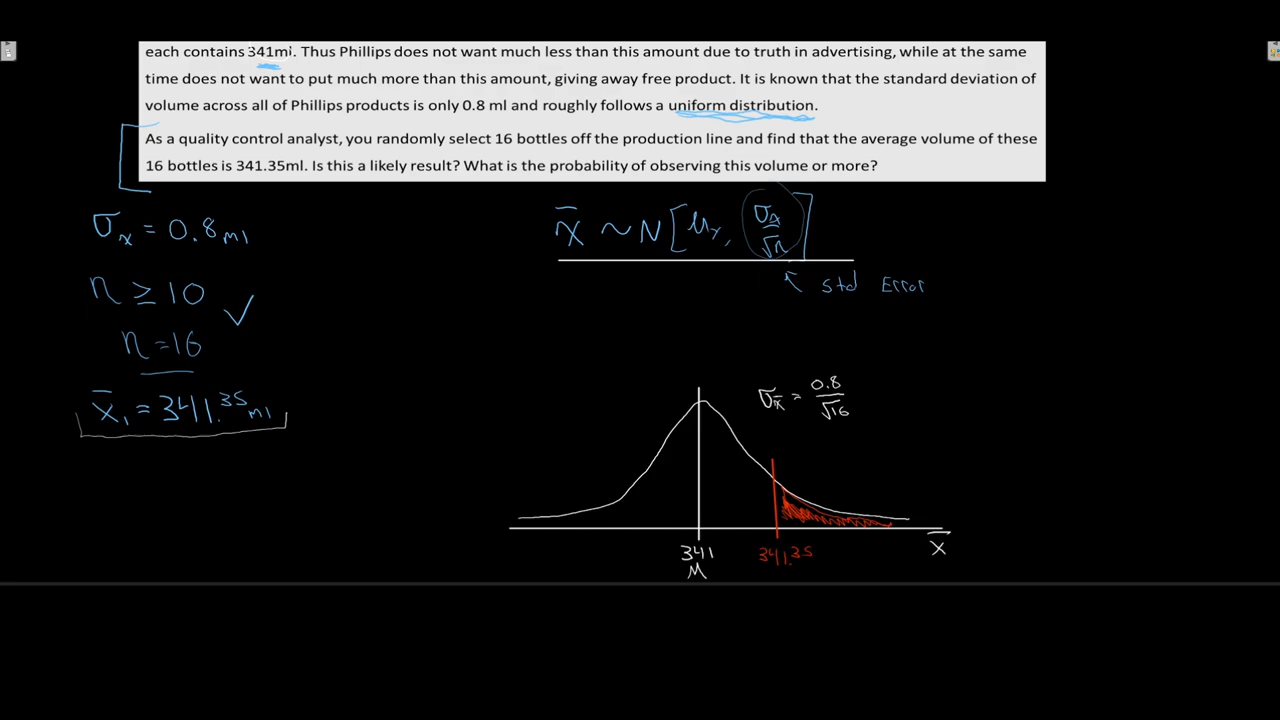 each contains 341ml. Thus Phillips does not want much less than this amount due to truth in advertising, while at the same
time does not want to put much more than this amount, giving away free product. It is known that the standard deviation of
volume across all of Phillips products is only 0.8 ml and roughly follows a uniform distribution.
As a quality control analyst, you randomly select 16 bottles off the production line and find that the average volume of these
16 bottles is 341.35ml. Is this a likely result? What is the probability of observing this volume or more?
σx = 0.8 ml
n ≥ 10 ✓
n = 16
x̄₁ = 341.35 ml
x̄ ~ N [μx, σx/√n]
↖ Std Error
σx̄ = 0.8/√16
341
μ
341.35
x̄